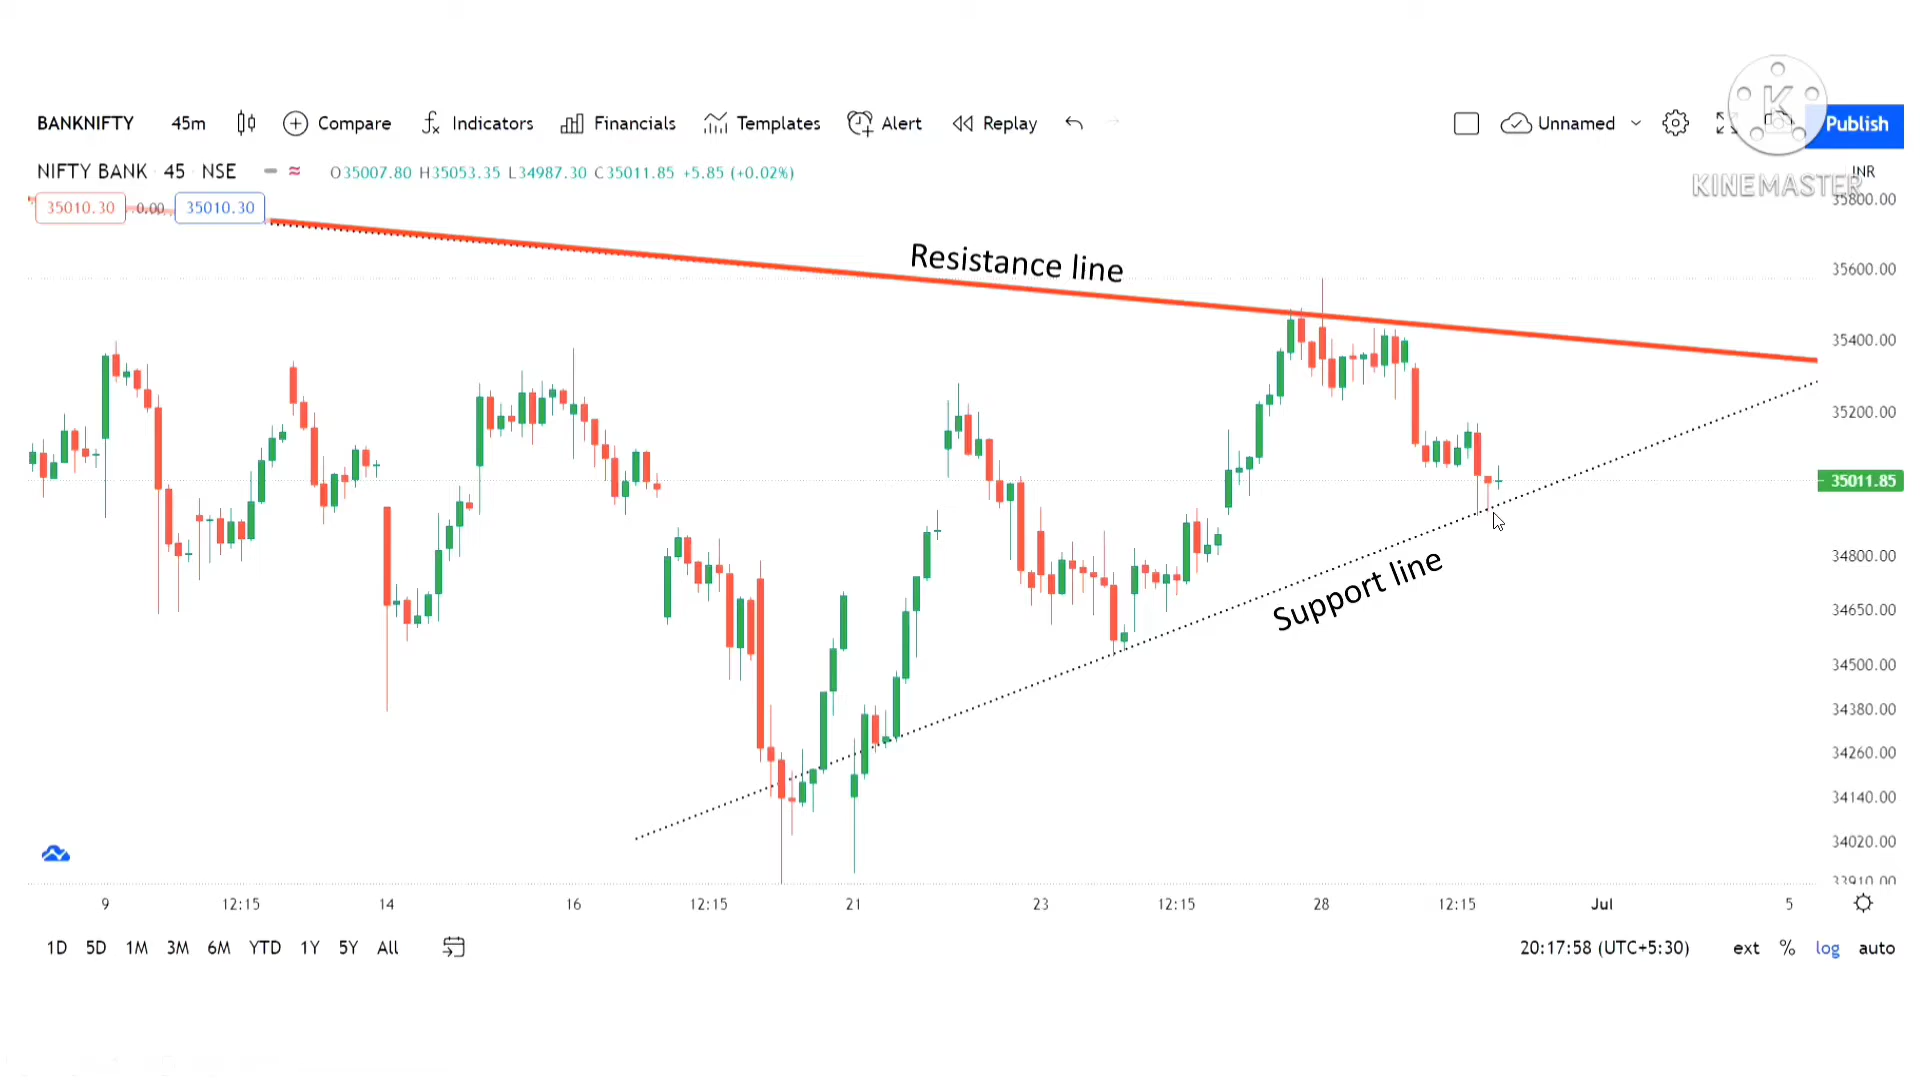 BANKNIFTY 45m Compare Indicators Financials Templates Alert Replay Unnamed Publish
NIFTY BANK 45 NSE O35007.80 H35053.35 L34987.30 C35011.85 +5.85 (+0.02%) INR
KINEMASTER
35010.30 0.00 35010.30
35800.00
Resistance line
35600.00
35400.00
35200.00
35011.85
34800.00
Support line
34650.00
34500.00
34380.00
34260.00
34140.00
34020.00
33910.00
9 12:15 14 16 12:15 21 23 12:15 28 12:15 Jul 5
1D 5D 1M 3M 6M YTD 1Y 5Y All 20:17:58 (UTC+5:30) ext % log auto